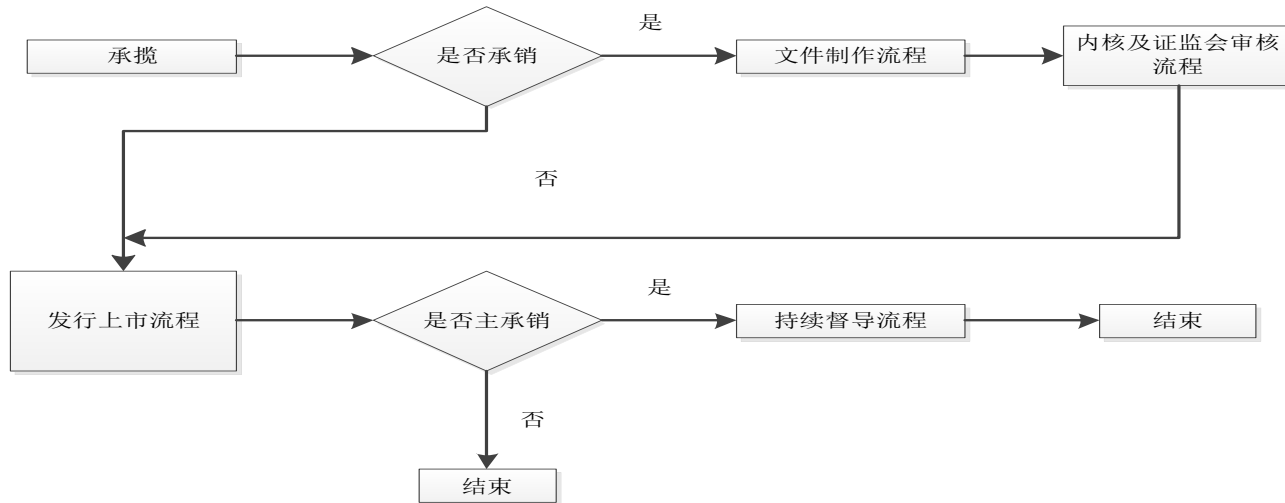 承揽
是否承销
是
文件制作流程
内核及证监会审核
流程
否
发行上市流程
是否主承销
是
持续督导流程
结束
否
结束